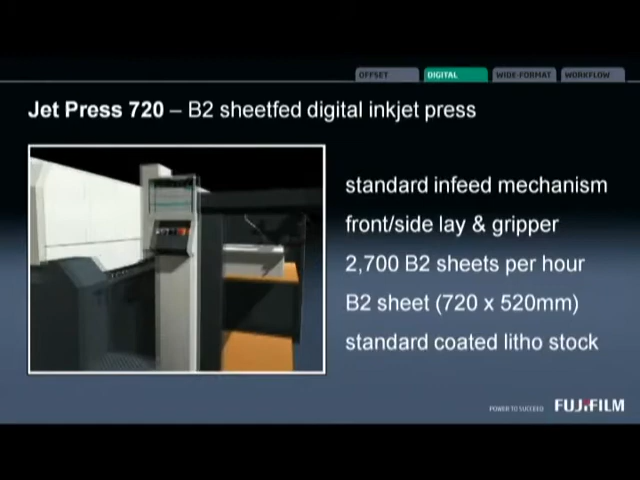 OFFSET DIGITAL WIDE-FORMAT WORKFLOW
Jet Press 720 – B2 sheetfed digital inkjet press
standard infeed mechanism
front/side lay & gripper
2,700 B2 sheets per hour
B2 sheet (720 x 520mm)
standard coated litho stock
POWER TO SUCCEED FUJIFILM